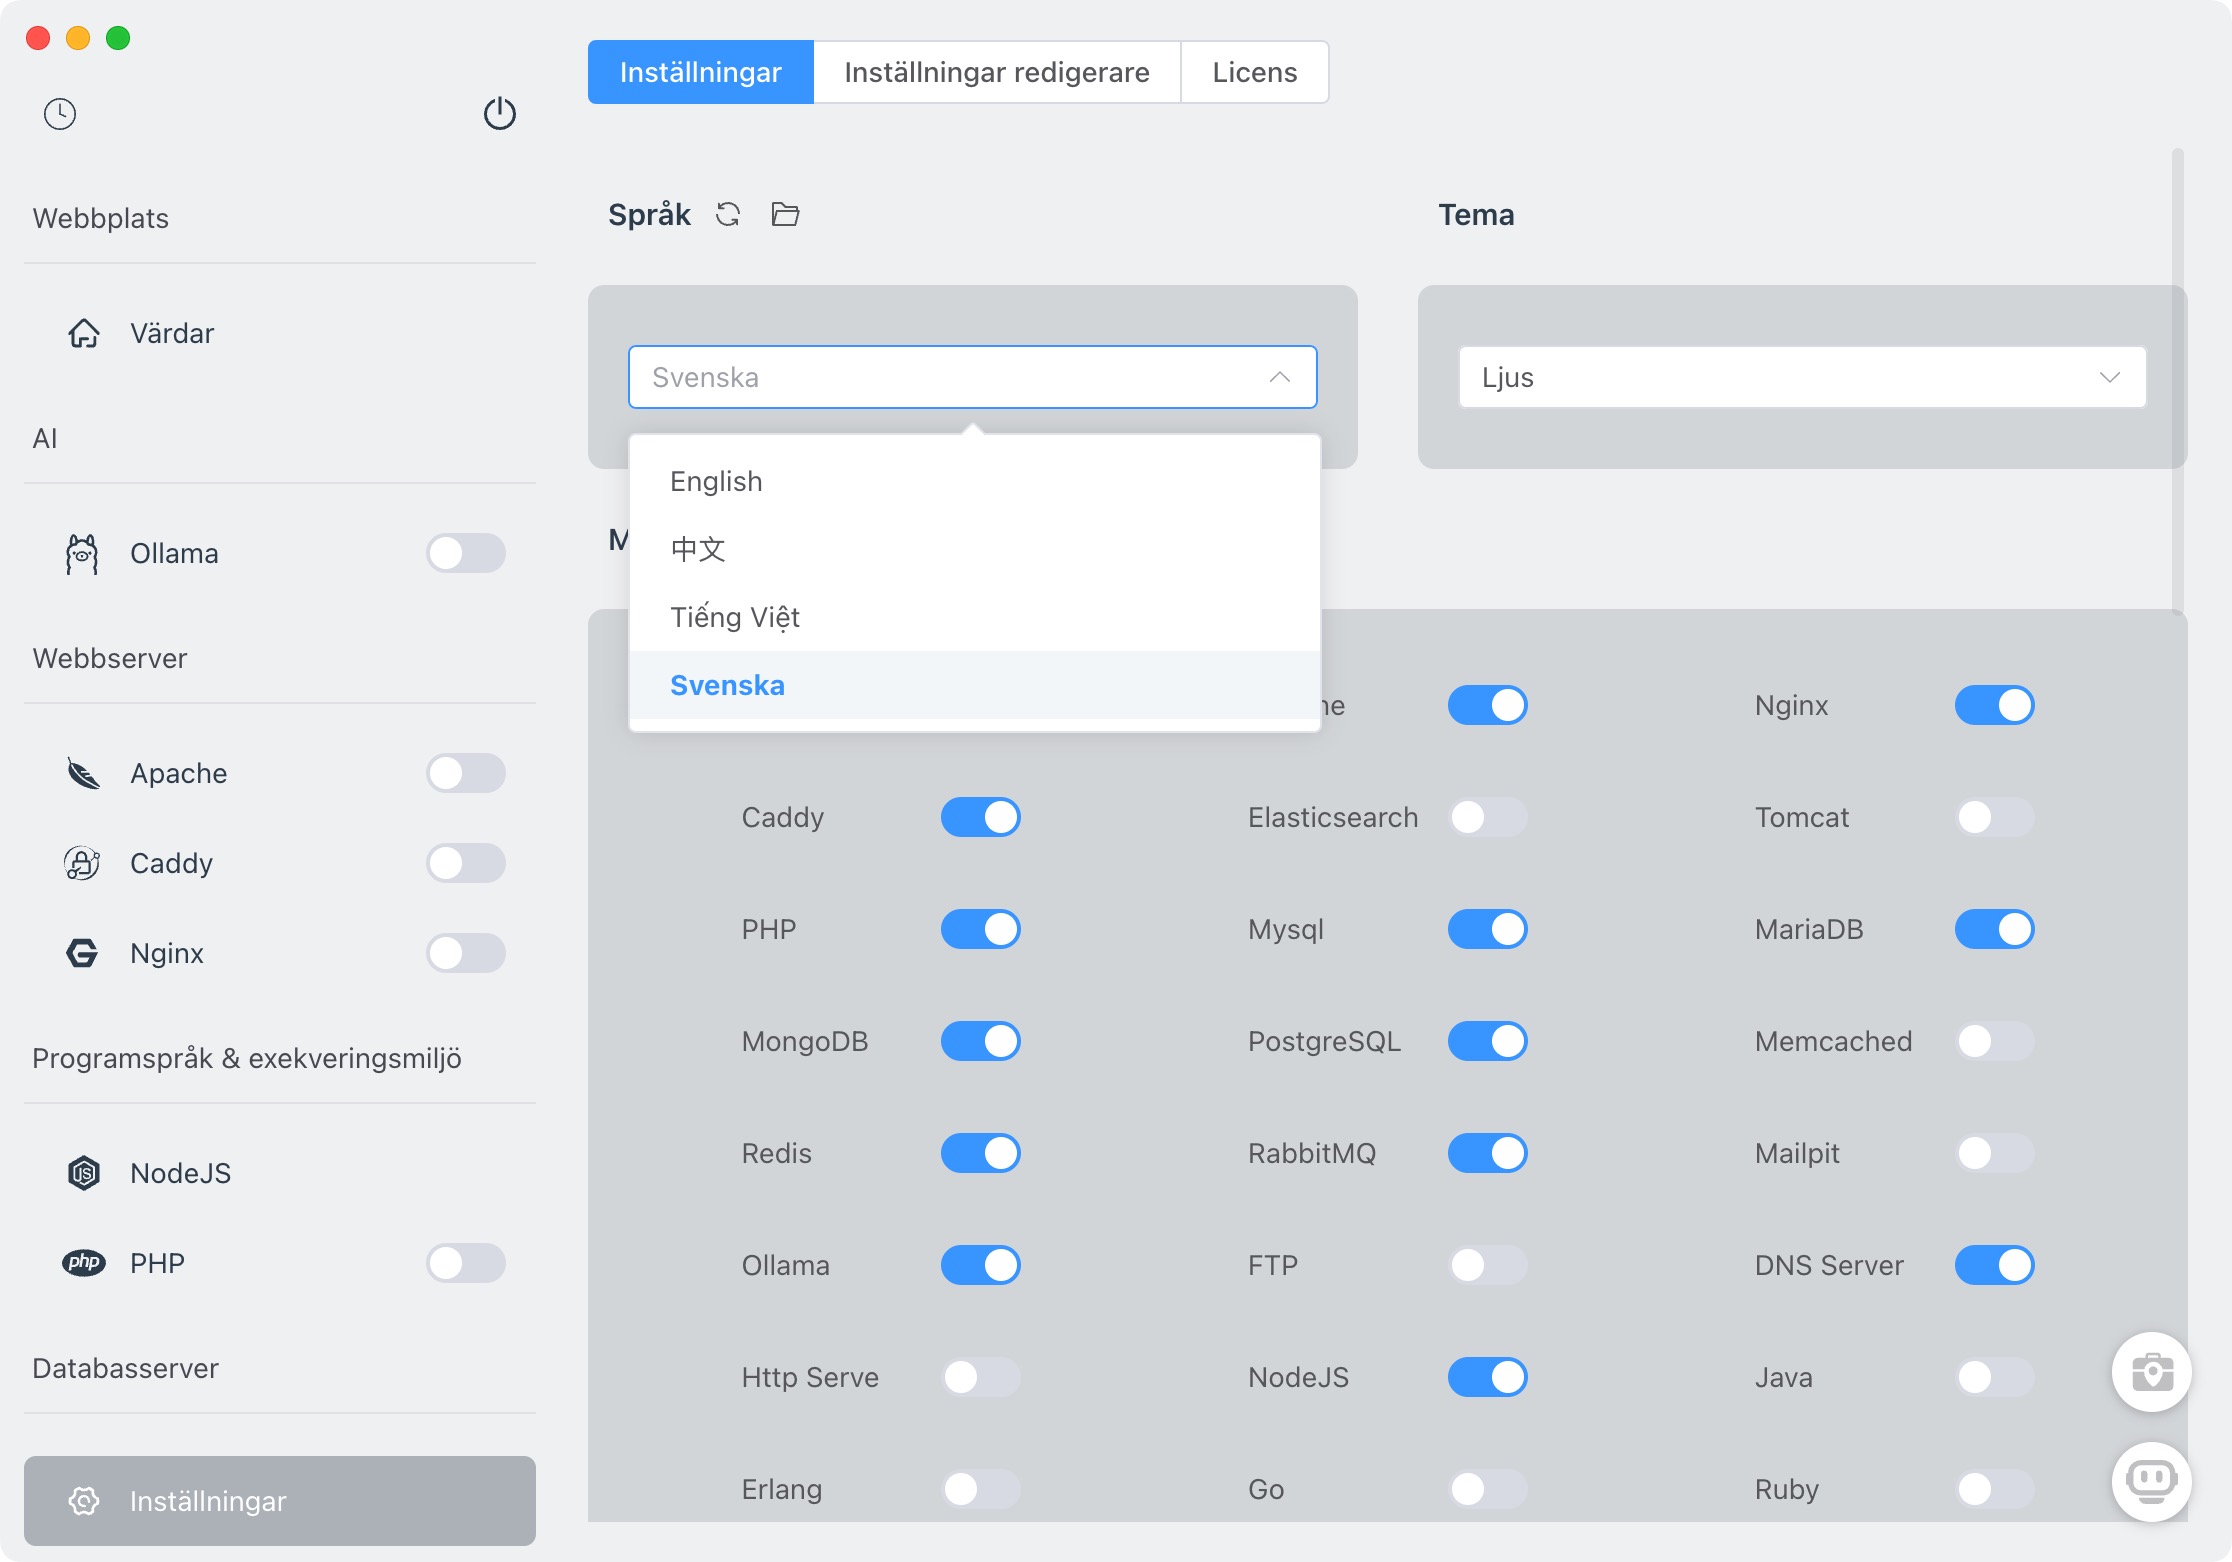 Inställningar
Inställningar redigerare
Licens
Webbplats
Värdar
AI
Ollama
Webbserver
Apache
Caddy
Nginx
Programspråk & exekveringsmiljö
NodeJS
php
PHP
Databasserver
Inställningar
Språk
Tema
Svenska
Ljus
English
中文
Tiếng Việt
Svenska
Nginx
Caddy
Elasticsearch
Tomcat
PHP
Mysql
MariaDB
MongoDB
PostgreSQL
Memcached
Redis
RabbitMQ
Mailpit
Ollama
FTP
DNS Server
Http Serve
NodeJS
Java
Erlang
Go
Ruby